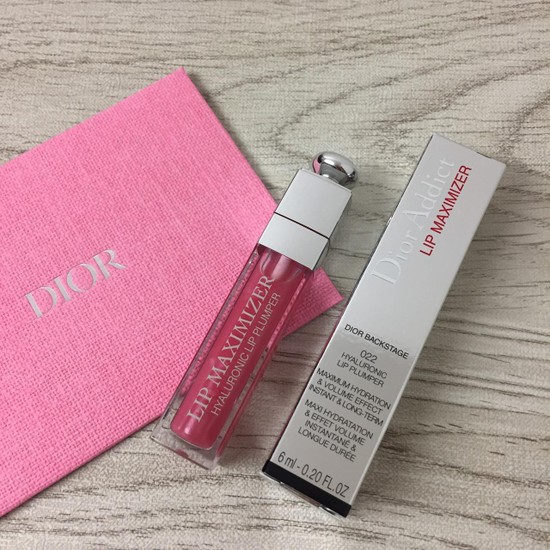 DIOR
LIP MAXIMIZER
HYALURONIC LIP PLUMPER
Dior Addict
LIP MAXIMIZER
DIOR BACKSTAGE
022
HYALURONIC
LIP PLUMPER
MAXIMUM HYDRATION
& VOLUME EFFECT
INSTANT & LONG-TERM
MAXI HYDRATATION
& EFFET VOLUME
INSTANTANÉ &
LONGUE DURÉE
6 ml - 0.20 FL.OZ